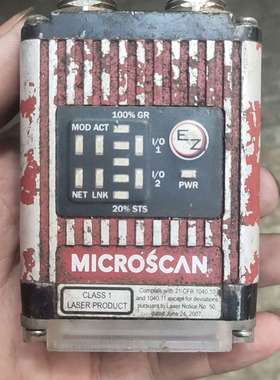 100% GR
MOD ACT
I/O
1
EZ
I/O
2
NET LNK
PWR
20% STS
MICROSCAN
CLASS 1
LASER PRODUCT
Complies with 21 CFR 1040.10
and 1040.11 except for deviations
pursuant to Laser Notice No. 50,
dated June 24, 2007.